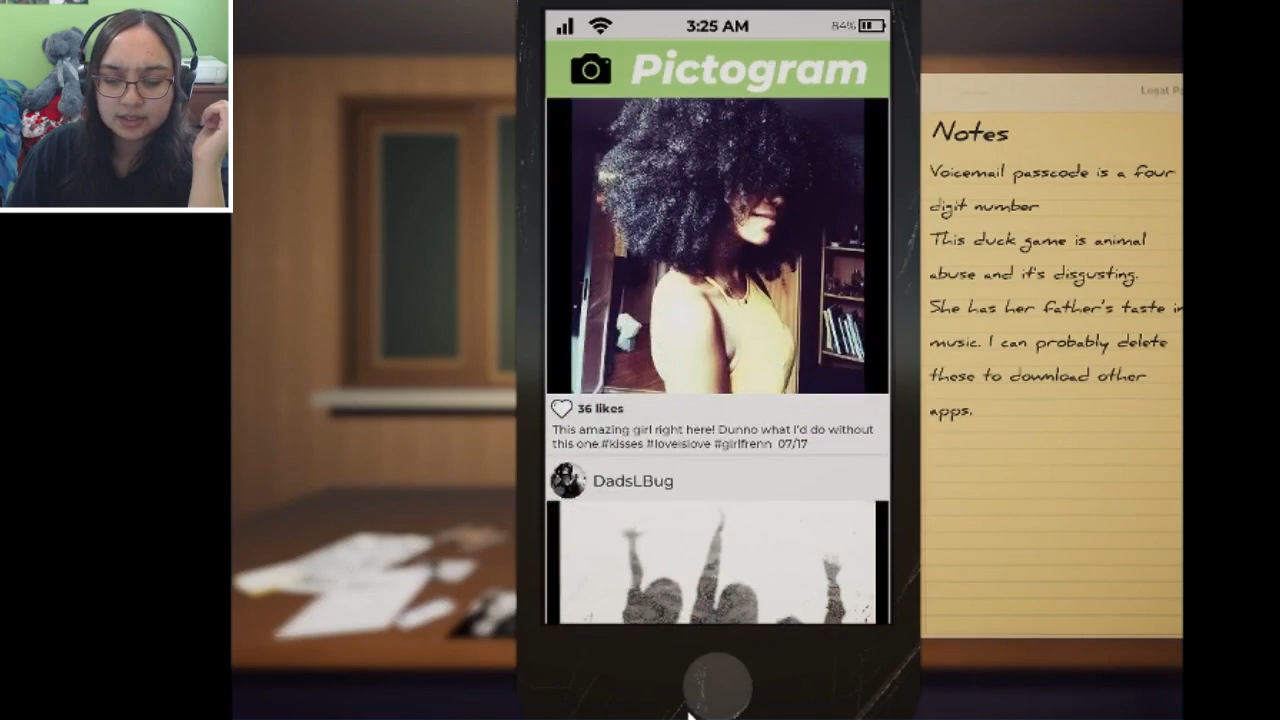 3:25 AM
84%
Pictogram
36 likes
This amazing girl right here! Dunno what I'd do without
this one.#kisses #loveislove #girlfrenn 07/17
DadsLBug
Legal
Notes
Voicemail passcode is a four
digit number
This duck game is animal
abuse and it's disgusting.
She has her father's taste in
music. I can probably delete
these to download other
apps.